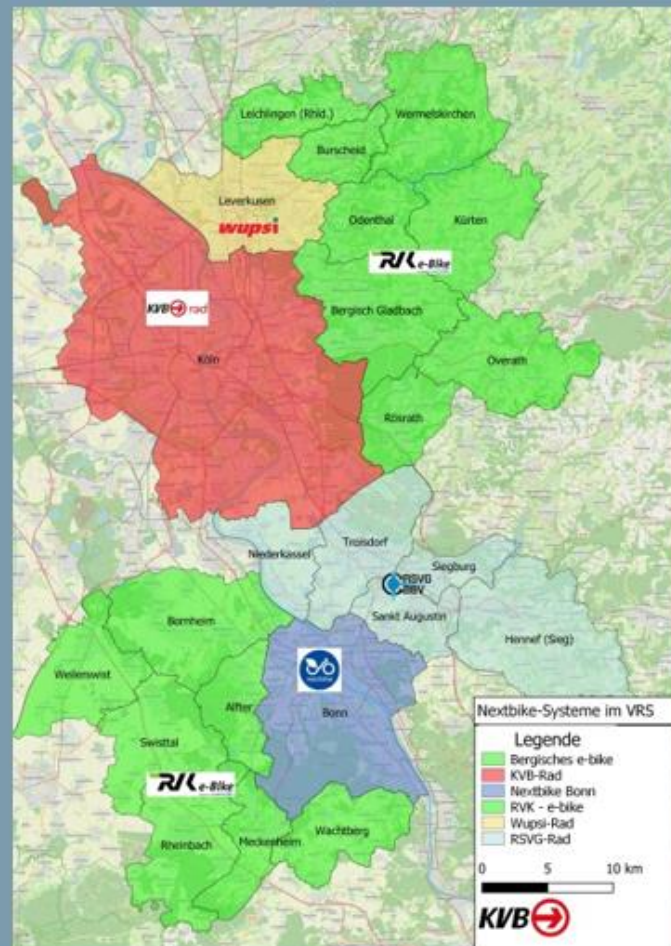 Leichlingen (Rhld.)
Wermelskirchen
Burscheid
Leverkusen
wupsi
Odenthal
Kürten
RVK e-Bike
KVB rad
Bergisch Gladbach
Köln
Overath
Rösrath
Troisdorf
Niederkassel
Siegburg
RSVG
Sankt Augustin
Hennef (Sieg)
Bornheim
Weilerswist
Alfter
Bonn
Swisttal
RVK e-Bike
Wachtberg
Meckenheim
Rheinbach
Nextbike-Systeme im VRS
Legende
Bergisches e-bike
KVB-Rad
Nextbike Bonn
RVK - e-bike
Wupsi-Rad
RSVG-Rad
0 5 10 km
KVB